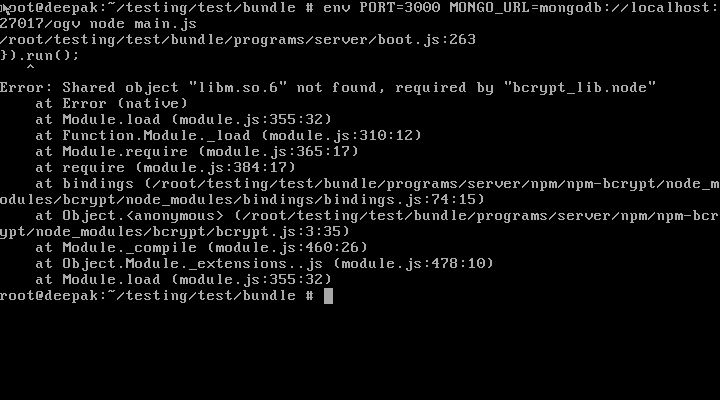 root@deepak:~/testing/test/bundle # env PORT=3000 MONGO_URL=mongodb://localhost:
27017/ogv node main.js
/root/testing/test/bundle/programs/server/boot.js:263
}).run();
   ^
Error: Shared object "libm.so.6" not found, required by "bcrypt_lib.node"
    at Error (native)
    at Module.load (module.js:355:32)
    at Function.Module._load (module.js:310:12)
    at Module.require (module.js:365:17)
    at require (module.js:384:17)
    at bindings (/root/testing/test/bundle/programs/server/npm/npm-bcrypt/node_m
odules/bcrypt/node_modules/bindings/bindings.js:74:15)
    at Object.<anonymous> (/root/testing/test/bundle/programs/server/npm/npm-bcr
ypt/node_modules/bcrypt/bcrypt.js:3:35)
    at Module._compile (module.js:460:26)
    at Object.Module._extensions..js (module.js:478:10)
    at Module.load (module.js:355:32)
root@deepak:~/testing/test/bundle #